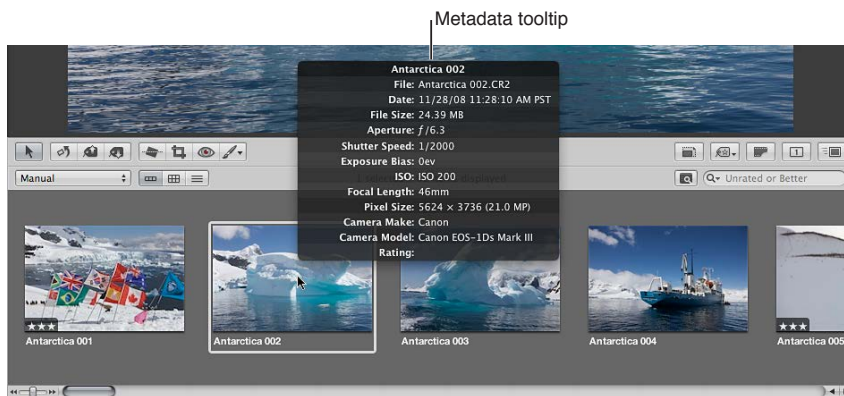 Metadata tooltip
Antarctica 002
File: Antarctica 002.CR2
Date: 11/28/08 11:28:10 AM PST
File Size: 24.39 MB
Aperture: ƒ/6.3
Shutter Speed: 1/2000
Exposure Bias: 0ev
ISO: ISO 200
Focal Length: 46mm
Pixel Size: 5624 × 3736 (21.0 MP)
Camera Make: Canon
Camera Model: Canon EOS-1Ds Mark III
Rating:
1
Manual
displayed
Unrated or Better
Antarctica 001
Antarctica 002
Antarctica 003
Antarctica 004
Antarctica 005